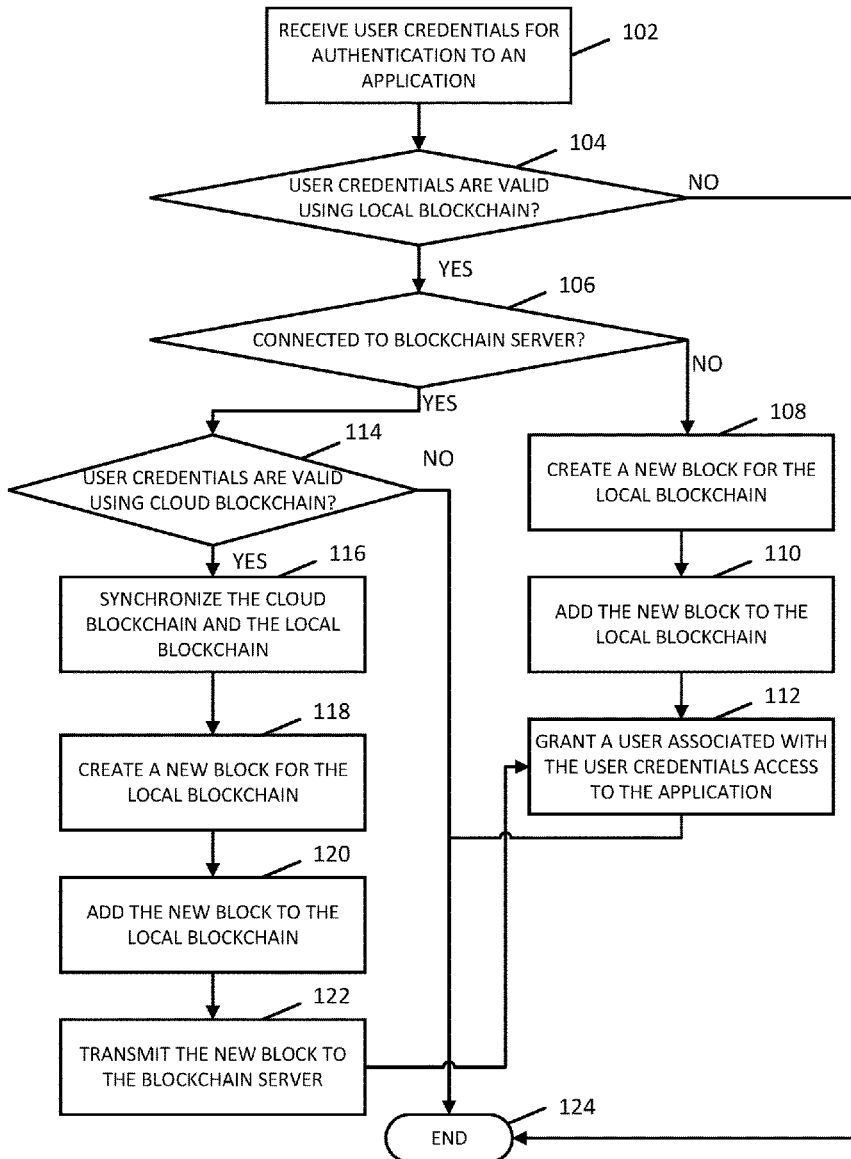 RECEIVE USER CREDENTIALS FOR
AUTHENTICATION TO AN
APPLICATION
102
104
USER CREDENTIALS ARE VALID
USING LOCAL BLOCKCHAIN?
NO
YES
106
CONNECTED TO BLOCKCHAIN SERVER?
NO
YES
114
USER CREDENTIALS ARE VALID
USING CLOUD BLOCKCHAIN?
NO
YES
108
CREATE A NEW BLOCK FOR THE
LOCAL BLOCKCHAIN
116
SYNCHRONIZE THE CLOUD
BLOCKCHAIN AND THE LOCAL
BLOCKCHAIN
110
ADD THE NEW BLOCK TO THE
LOCAL BLOCKCHAIN
118
CREATE A NEW BLOCK FOR THE
LOCAL BLOCKCHAIN
112
GRANT A USER ASSOCIATED WITH
THE USER CREDENTIALS ACCESS
TO THE APPLICATION
120
ADD THE NEW BLOCK TO THE
LOCAL BLOCKCHAIN
122
TRANSMIT THE NEW BLOCK TO
THE BLOCKCHAIN SERVER
124
END